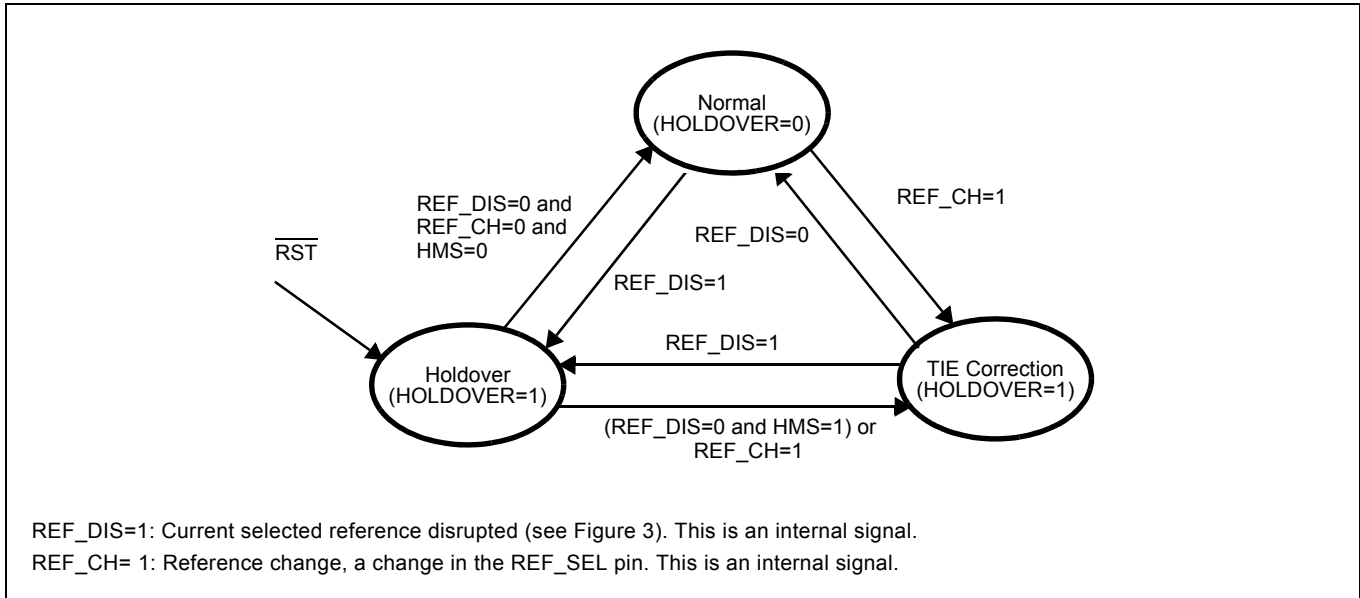 Normal
(HOLDOVER=0)
REF_DIS=0 and
REF_CH=0 and
HMS=0
REF_CH=1
REF_DIS=0
RST
REF_DIS=1
REF_DIS=1
Holdover
(HOLDOVER=1)
TIE Correction
(HOLDOVER=1)
(REF_DIS=0 and HMS=1) or
REF_CH=1
REF_DIS=1: Current selected reference disrupted (see Figure 3). This is an internal signal.
REF_CH= 1: Reference change, a change in the REF_SEL pin. This is an internal signal.